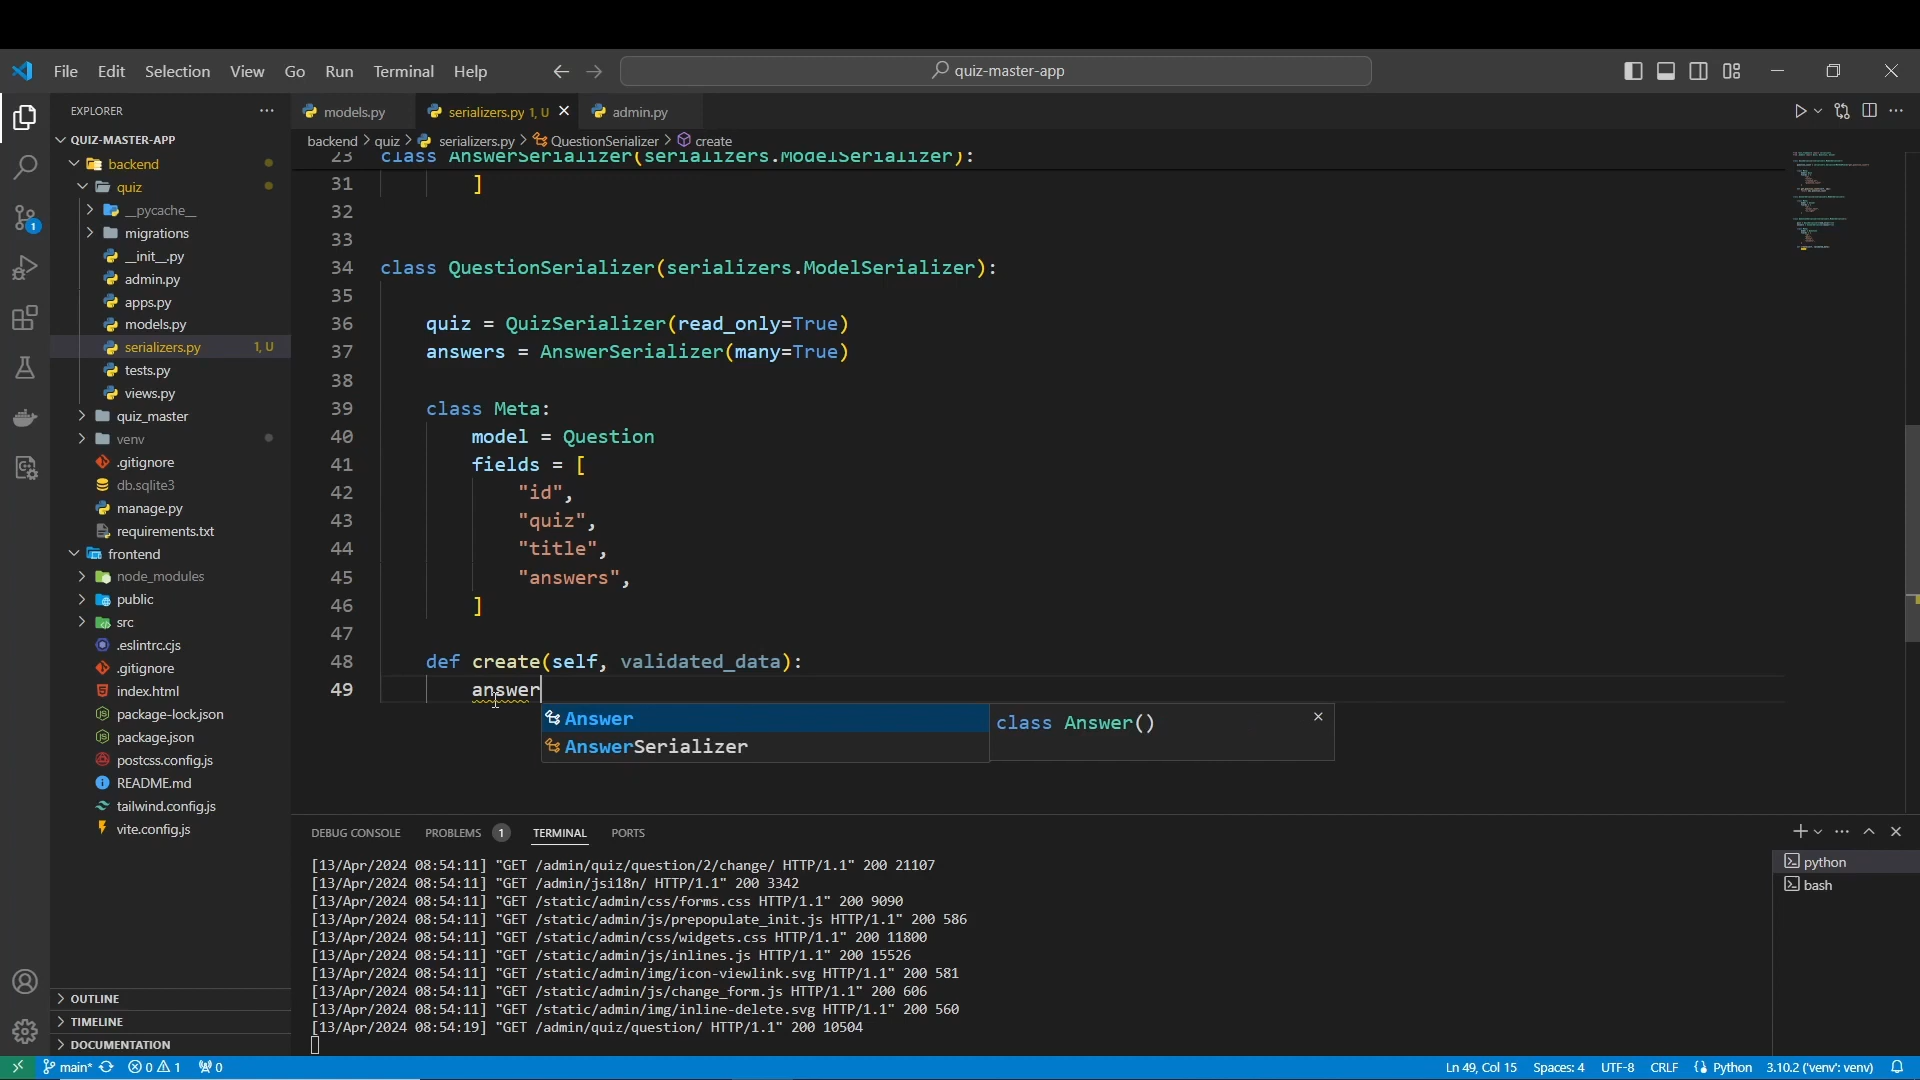 File Edit Selection View Go Run Terminal Help
quiz-master-app
EXPLORER
QUIZ-MASTER-APP
backend
quiz
__pycache__
migrations
__init__.py
admin.py
apps.py
models.py
serializers.py 1, U
tests.py
views.py
quiz_master
venv
.gitignore
db.sqlite3
manage.py
requirements.txt
frontend
node_modules
public
src
.eslintrc.cjs
.gitignore
index.html
package-lock.json
package.json
postcss.config.js
README.md
tailwind.config.js
vite.config.js
OUTLINE
TIMELINE
DOCUMENTATION
1
models.py serializers.py 1, U admin.py
backend > quiz > serializers.py > QuestionSerializer > create
23 class AnswerSerializer(serializers.ModelSerializer):
31 ]
32
33
34 class QuestionSerializer(serializers.ModelSerializer):
35
36 quiz = QuizSerializer(read_only=True)
37 answers = AnswerSerializer(many=True)
38
39 class Meta:
40 model = Question
41 fields = [
42 "id",
43 "quiz",
44 "title",
45 "answers",
46 ]
47
48 def create(self, validated_data):
49 answer
Answer
AnswerSerializer
class Answer()
DEBUG CONSOLE PROBLEMS 1 TERMINAL PORTS
[13/Apr/2024 08:54:11] "GET /admin/quiz/question/2/change/ HTTP/1.1" 200 21107
[13/Apr/2024 08:54:11] "GET /admin/jsi18n/ HTTP/1.1" 200 3342
[13/Apr/2024 08:54:11] "GET /static/admin/css/forms.css HTTP/1.1" 200 9090
[13/Apr/2024 08:54:11] "GET /static/admin/js/prepopulate_init.js HTTP/1.1" 200 586
[13/Apr/2024 08:54:11] "GET /static/admin/css/widgets.css HTTP/1.1" 200 11800
[13/Apr/2024 08:54:11] "GET /static/admin/js/inlines.js HTTP/1.1" 200 15526
[13/Apr/2024 08:54:11] "GET /static/admin/img/icon-viewlink.svg HTTP/1.1" 200 581
[13/Apr/2024 08:54:11] "GET /static/admin/js/change_form.js HTTP/1.1" 200 606
[13/Apr/2024 08:54:11] "GET /static/admin/img/inline-delete.svg HTTP/1.1" 200 560
[13/Apr/2024 08:54:19] "GET /admin/quiz/question/ HTTP/1.1" 200 10504
python
bash
main* 0 1 0 Ln 49, Col 15 Spaces: 4 UTF-8 CRLF Python 3.10.2 ('venv': venv)